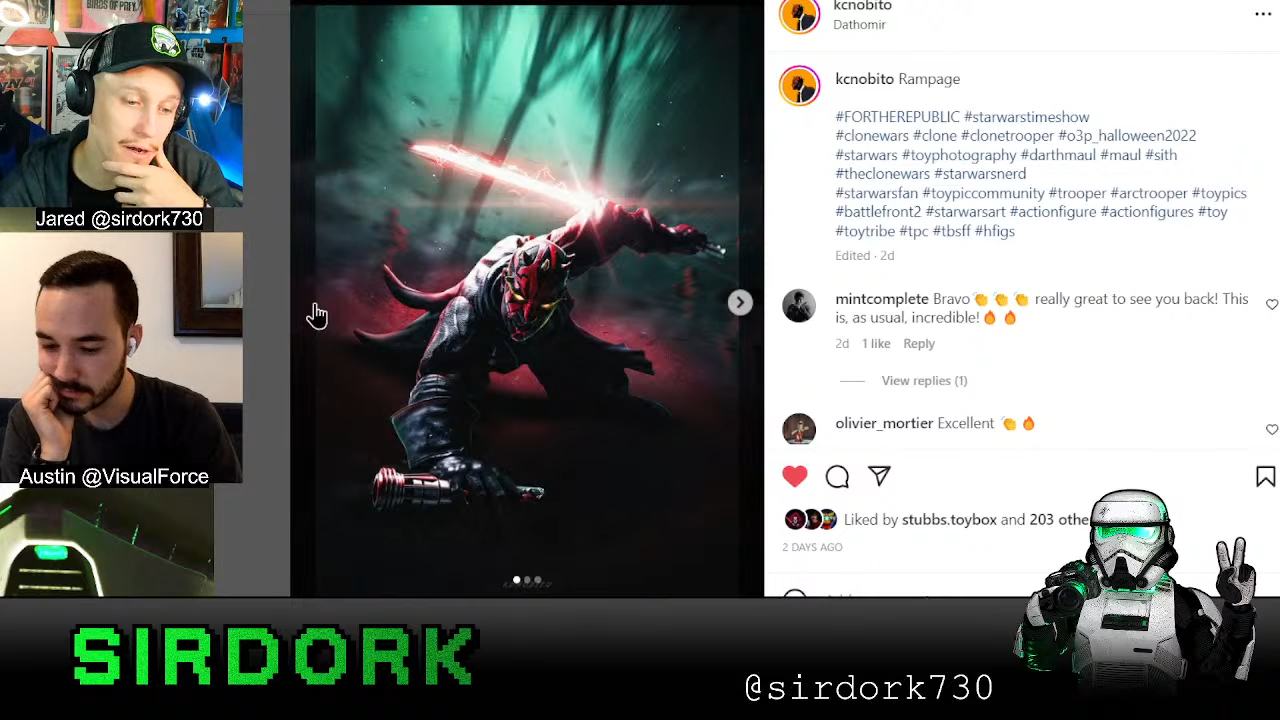 BIRDS OF PREY
Jared @sirdork730
Austin @VisualForce
kcnobito
Dathomir
kcnobito Rampage
#FORTHEREPUBLIC #starwarstimeshow
#clonewars #clone #clonetrooper #o3p_halloween2022
#starwars #toyphotography #darthmaul #maul #sith
#theclonewars #starwarsnerd
#starwarsfan #toypiccommunity #trooper #arctrooper #toypics
#battlefront2 #starwarsart #actionfigure #actionfigures #toy
#toytribe #tpc #tbsff #hfigs
Edited · 2d
mintcomplete Bravo👏👏👏 really great to see you back! This
is, as usual, incredible!🔥🔥
2d 1 like Reply
View replies (1)
olivier_mortier Excellent 👏🔥
Liked by stubbs.toybox and 203 othe
2 DAYS AGO
SIRDORK
@sirdork730